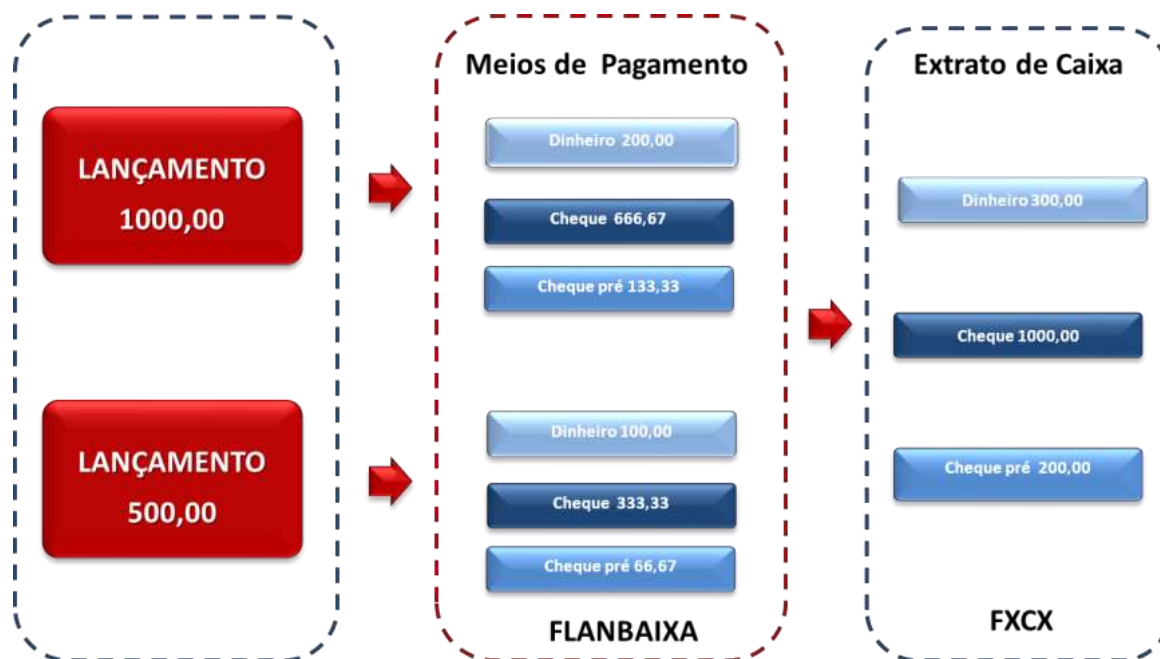 LANÇAMENTO
1000,00
LANÇAMENTO
500,00
Meios de Pagamento
Dinheiro 200,00
Cheque 666,67
Cheque pré 133,33
Dinheiro 100,00
Cheque 333,33
Cheque pré 66,67
FLANBAIXA
Extrato de Caixa
Dinheiro 300,00
Cheque 1000,00
Cheque pré 200,00
FXCX